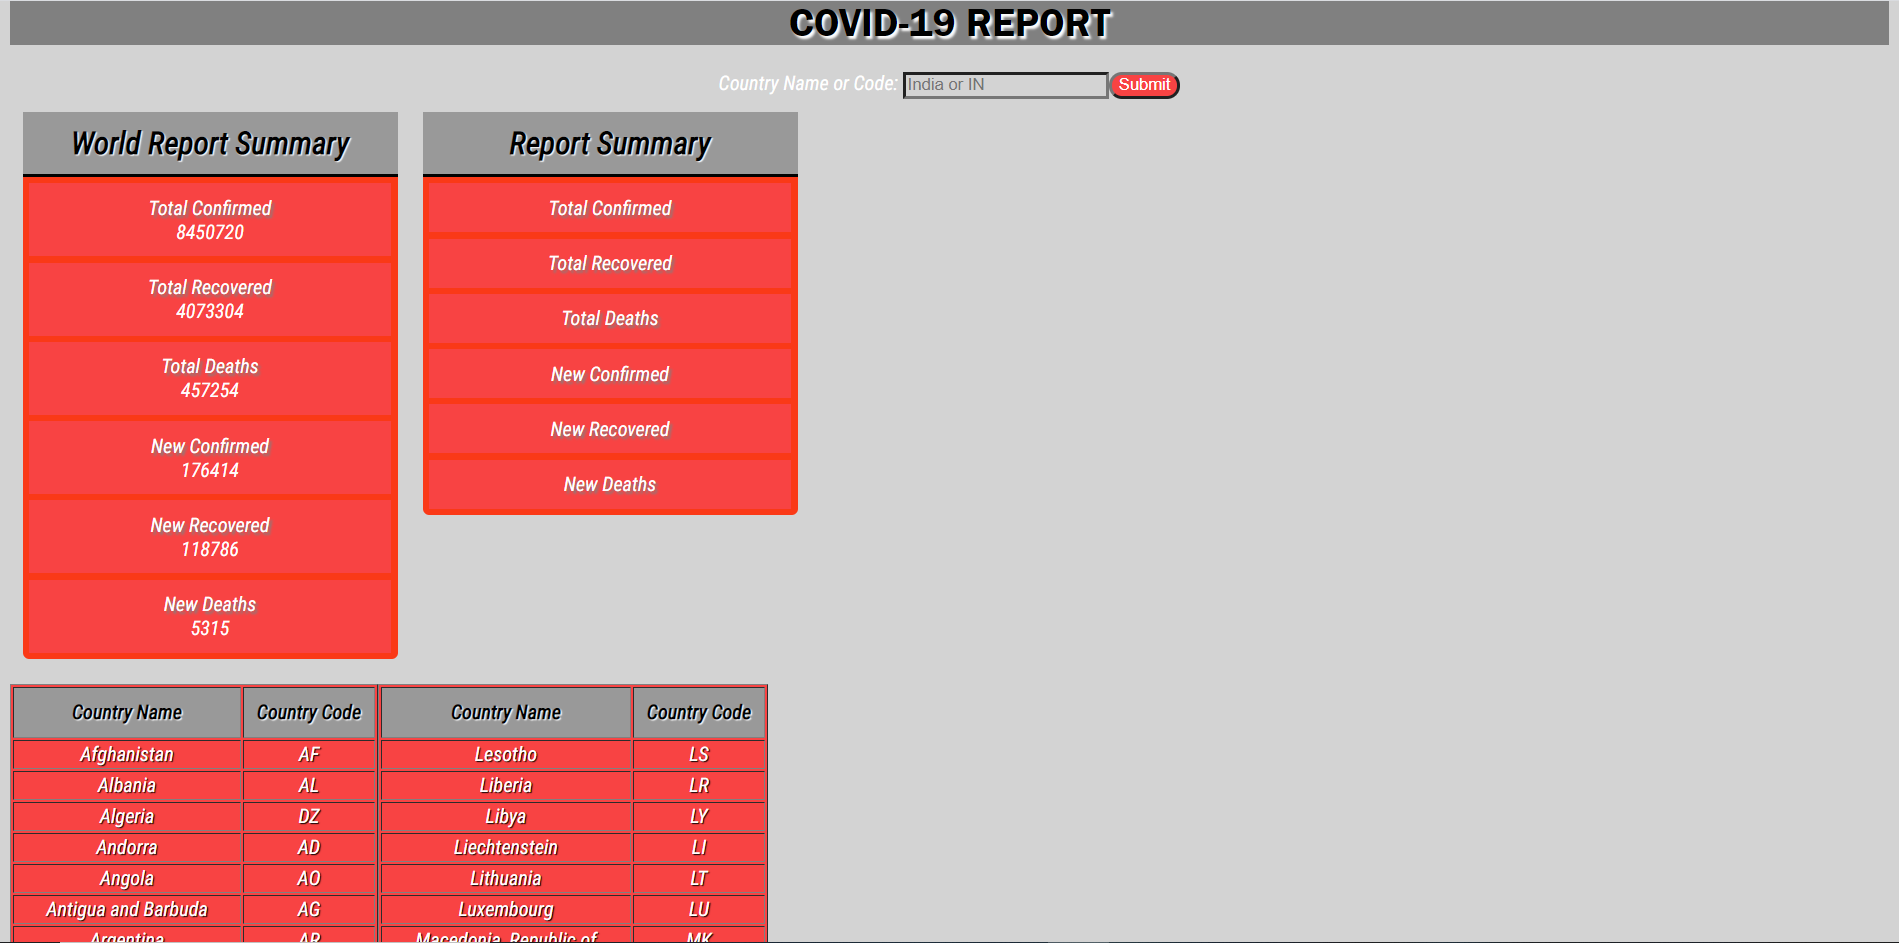 COVID-19 REPORT
Country Name or Code: India or IN Submit
World Report Summary
Total Confirmed
8450720
Total Recovered
4073304
Total Deaths
457254
New Confirmed
176414
New Recovered
118786
New Deaths
5315
Report Summary
Total Confirmed
Total Recovered
Total Deaths
New Confirmed
New Recovered
New Deaths
Country Name Country Code Country Name Country Code
Afghanistan AF Lesotho LS
Albania AL Liberia LR
Algeria DZ Libya LY
Andorra AD Liechtenstein LI
Angola AO Lithuania LT
Antigua and Barbuda AG Luxembourg LU
Argentina AR Macedonia, Republic of MK